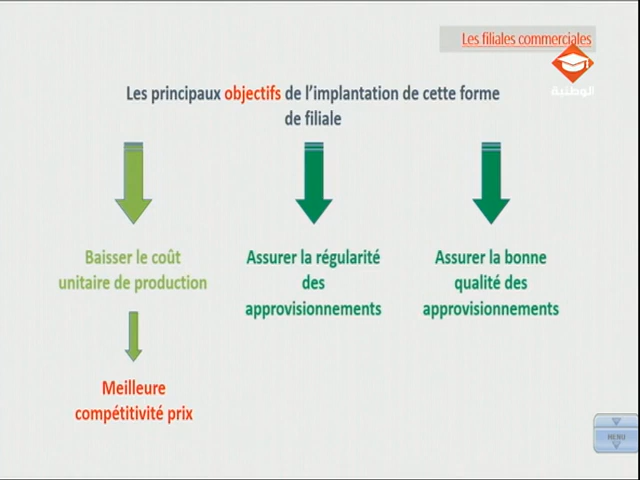 Les filiales commerciales
الوطنية
Les principaux objectifs de l'implantation de cette forme
de filiale
Baisser le coût
unitaire de production
Assurer la régularité
des
approvisionnements
Assurer la bonne
qualité des
approvisionnements
Meilleure
compétitivité prix
MENU